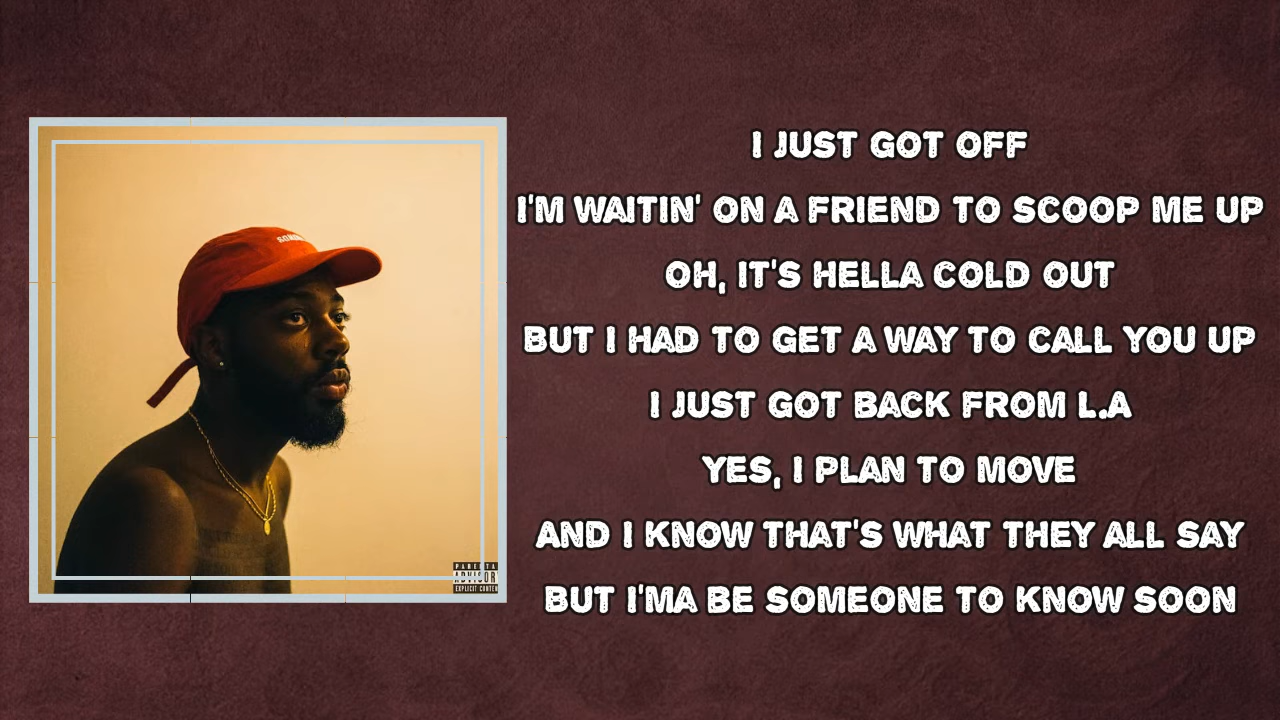 I JUST GOT OFF
I'M WAITIN' ON A FRIEND TO SCOOP ME UP
OH, IT'S HELLA COLD OUT
BUT I HAD TO GET A WAY TO CALL YOU UP
I JUST GOT BACK FROM L.A
YES, I PLAN TO MOVE
AND I KNOW THAT'S WHAT THEY ALL SAY
BUT I'MA BE SOMEONE TO KNOW SOON